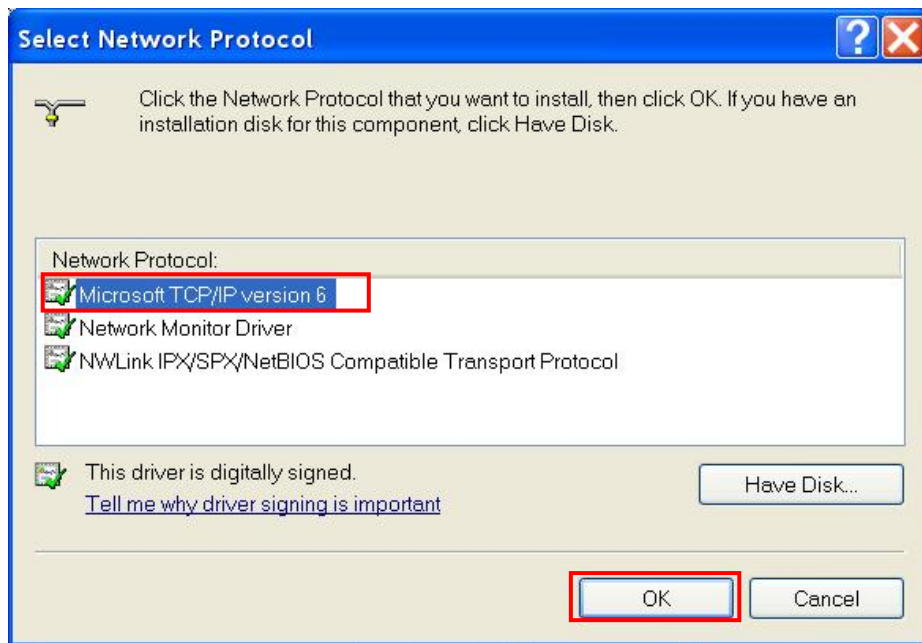 Select Network Protocol
Click the Network Protocol that you want to install, then click OK. If you have an
installation disk for this component, click Have Disk.
Network Protocol:
Microsoft TCP/IP version 6
Network Monitor Driver
NWLink IPX/SPX/NetBIOS Compatible Transport Protocol
This driver is digitally signed.
Tell me why driver signing is important
Have Disk...
OK
Cancel